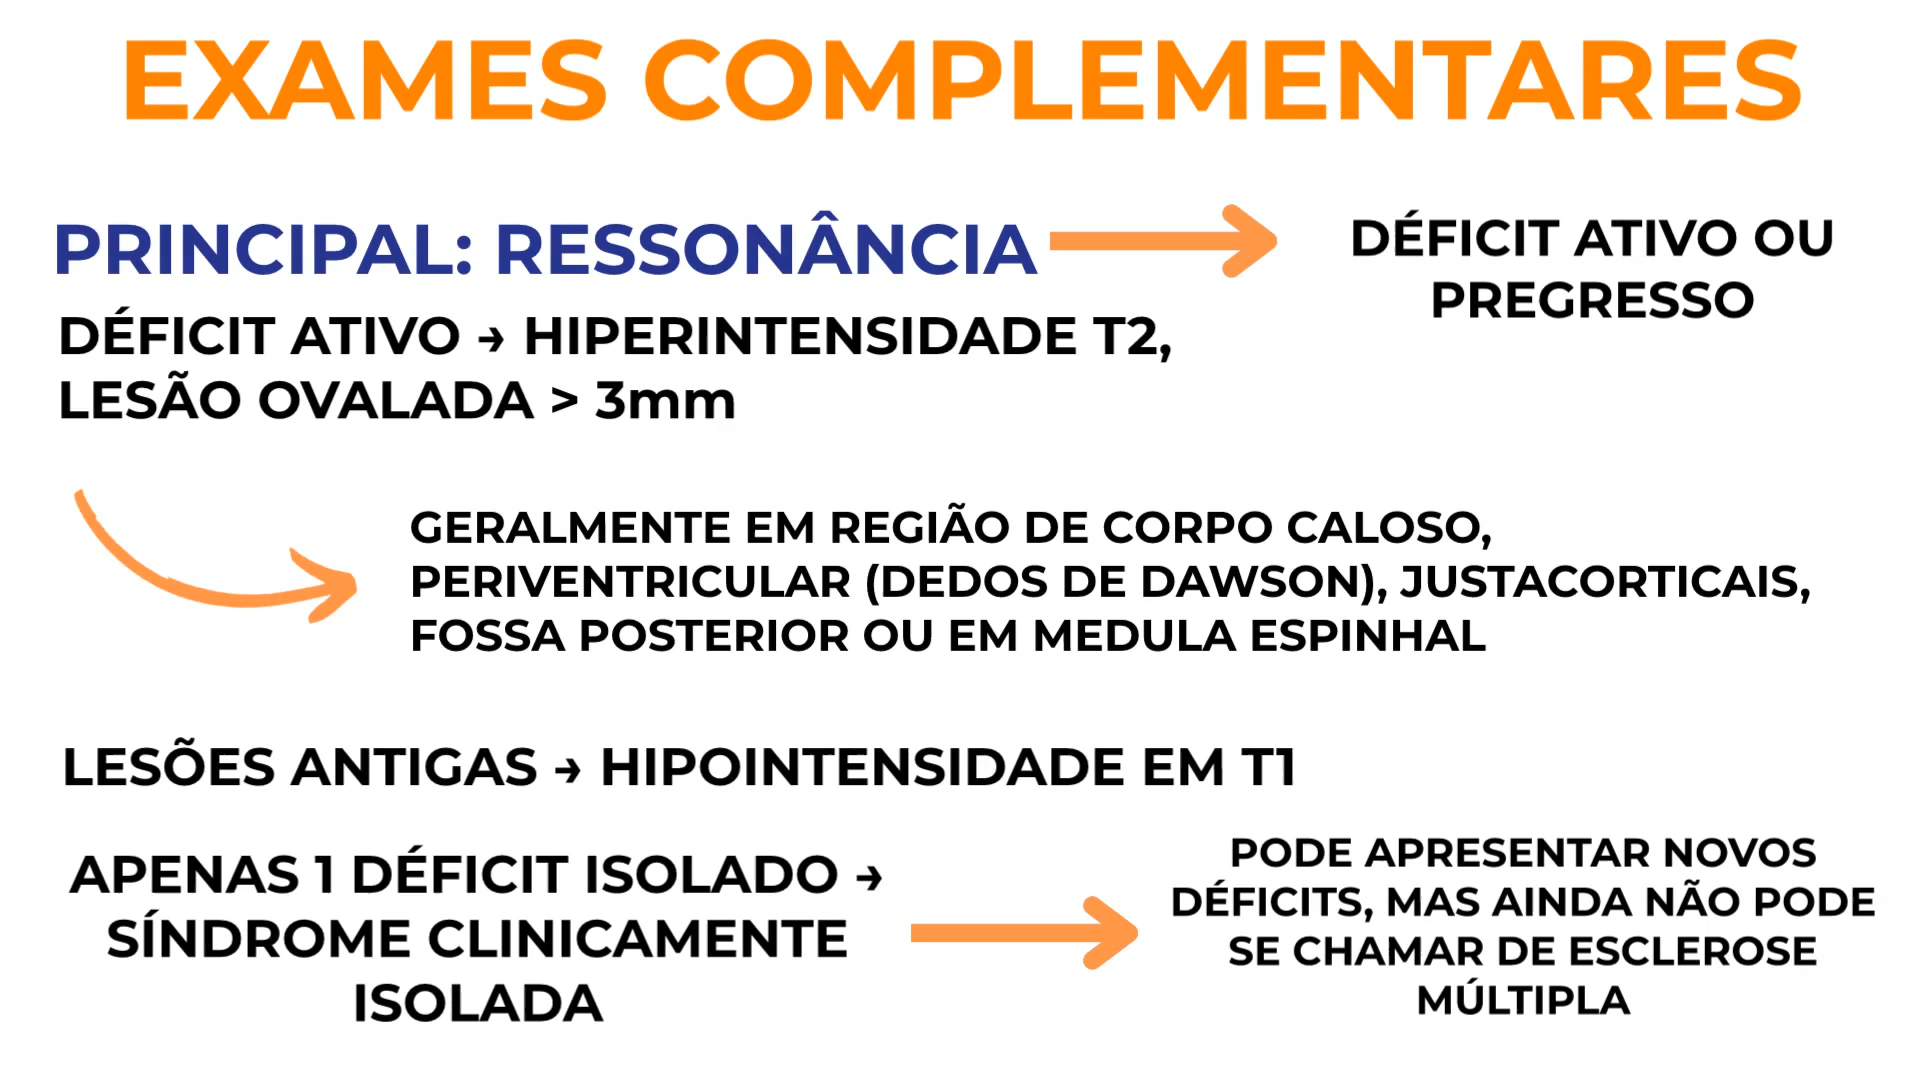 EXAMES COMPLEMENTARES
PRINCIPAL: RESSONÂNCIA
DÉFICIT ATIVO OU
PREGRESSO
DÉFICIT ATIVO → HIPERINTENSIDADE T2,
LESÃO OVALADA > 3mm
GERALMENTE EM REGIÃO DE CORPO CALOSO,
PERIVENTRICULAR (DEDOS DE DAWSON), JUSTACORTICAIS,
FOSSA POSTERIOR OU EM MEDULA ESPINHAL
LESÕES ANTIGAS → HIPOINTENSIDADE EM T1
APENAS 1 DÉFICIT ISOLADO →
SÍNDROME CLINICAMENTE
ISOLADA
PODE APRESENTAR NOVOS
DÉFICITS, MAS AINDA NÃO PODE
SE CHAMAR DE ESCLEROSE
MÚLTIPLA